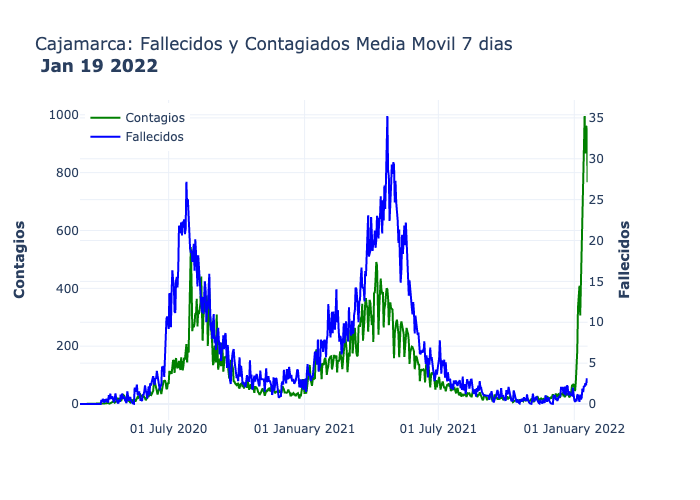 Cajamarca: Fallecidos y Contagiados Media Movil 7 dias
Jan 19 2022
Contagios
Fallecidos
1000
800
600
400
200
0
35
30
25
20
15
10
5
0
Contagios
Fallecidos
01 July 2020
01 January 2021
01 July 2021
01 January 2022